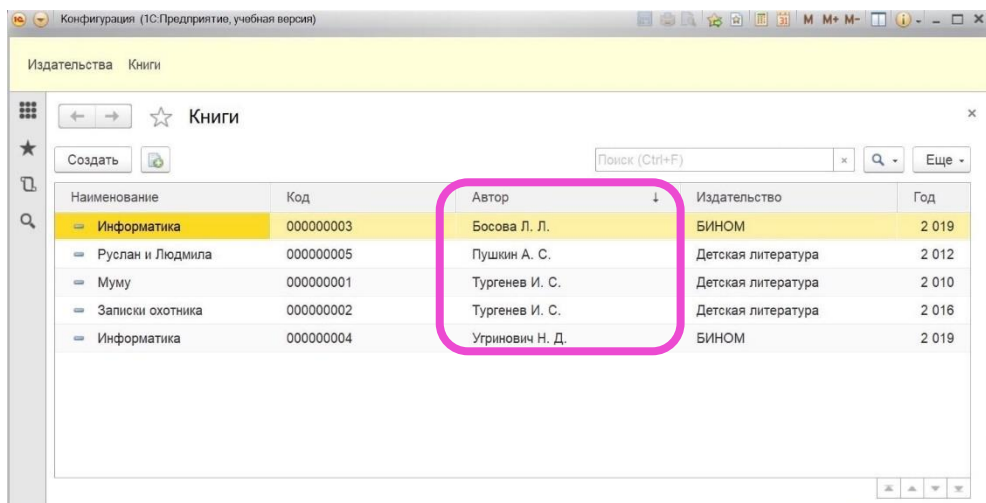 Конфигурация (1С:Предприятие, учебная версия) M M+ M-
Издательства Книги
Книги
Создать Поиск (Ctrl+F) Еще
Наименование Код Автор Издательство Год
Информатика 000000003 Босова Л. Л. БИНОМ 2 019
Руслан и Людмила 000000005 Пушкин А. С. Детская литература 2 012
Муму 000000001 Тургенев И. С. Детская литература 2 010
Записки охотника 000000002 Тургенев И. С. Детская литература 2 016
Информатика 000000004 Угринович Н. Д. БИНОМ 2 019